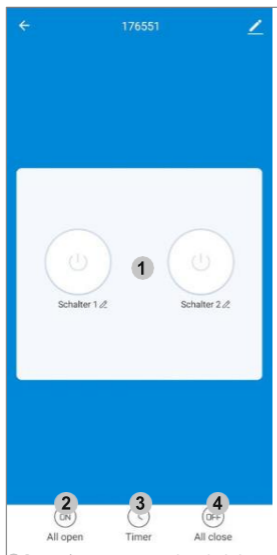 176551
1
Schalter 1
Schalter 2
2
3
4
ON
OFF
All open
Timer
All close